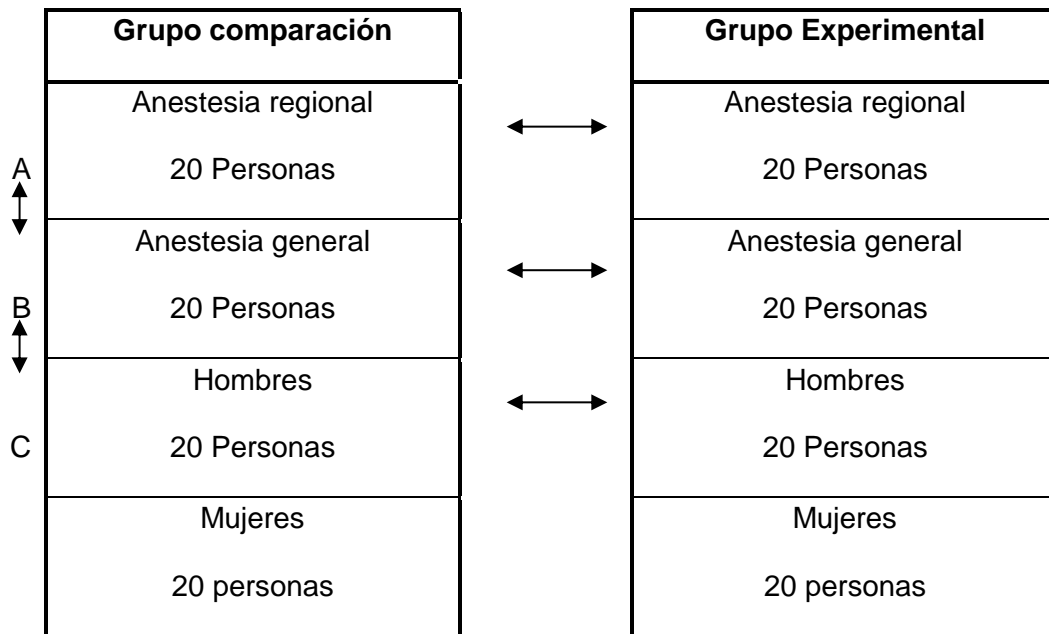 Grupo comparación
Grupo Experimental
Anestesia regional
Anestesia regional
A
20 Personas
20 Personas
Anestesia general
Anestesia general
B
20 Personas
20 Personas
Hombres
Hombres
C
20 Personas
20 Personas
Mujeres
Mujeres
20 personas
20 personas